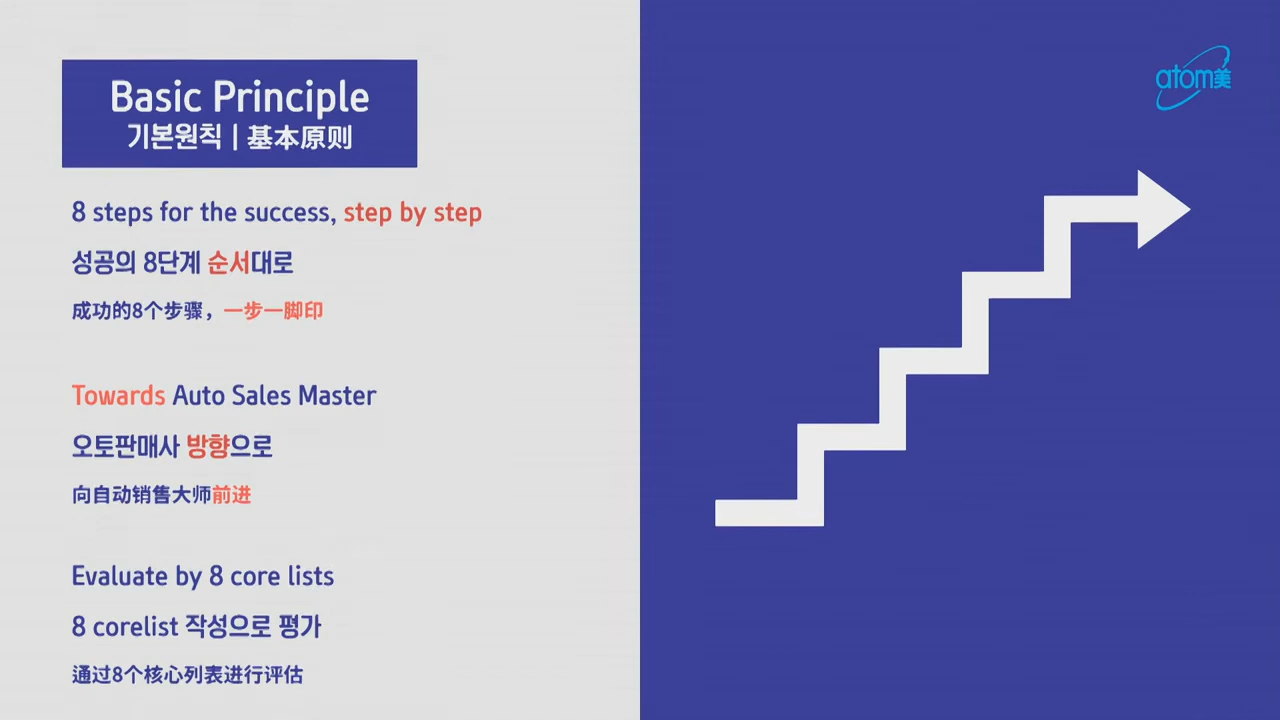 Basic Principle
기본원칙 | 基本原则
8 steps for the success, step by step
성공의 8단계 순서대로
成功的8个步骤，一步一脚印
Towards Auto Sales Master
오토판매사 방향으로
向自动销售大师前进
Evaluate by 8 core lists
8 corelist 작성으로 평가
通过8个核心列表进行评估
atom美